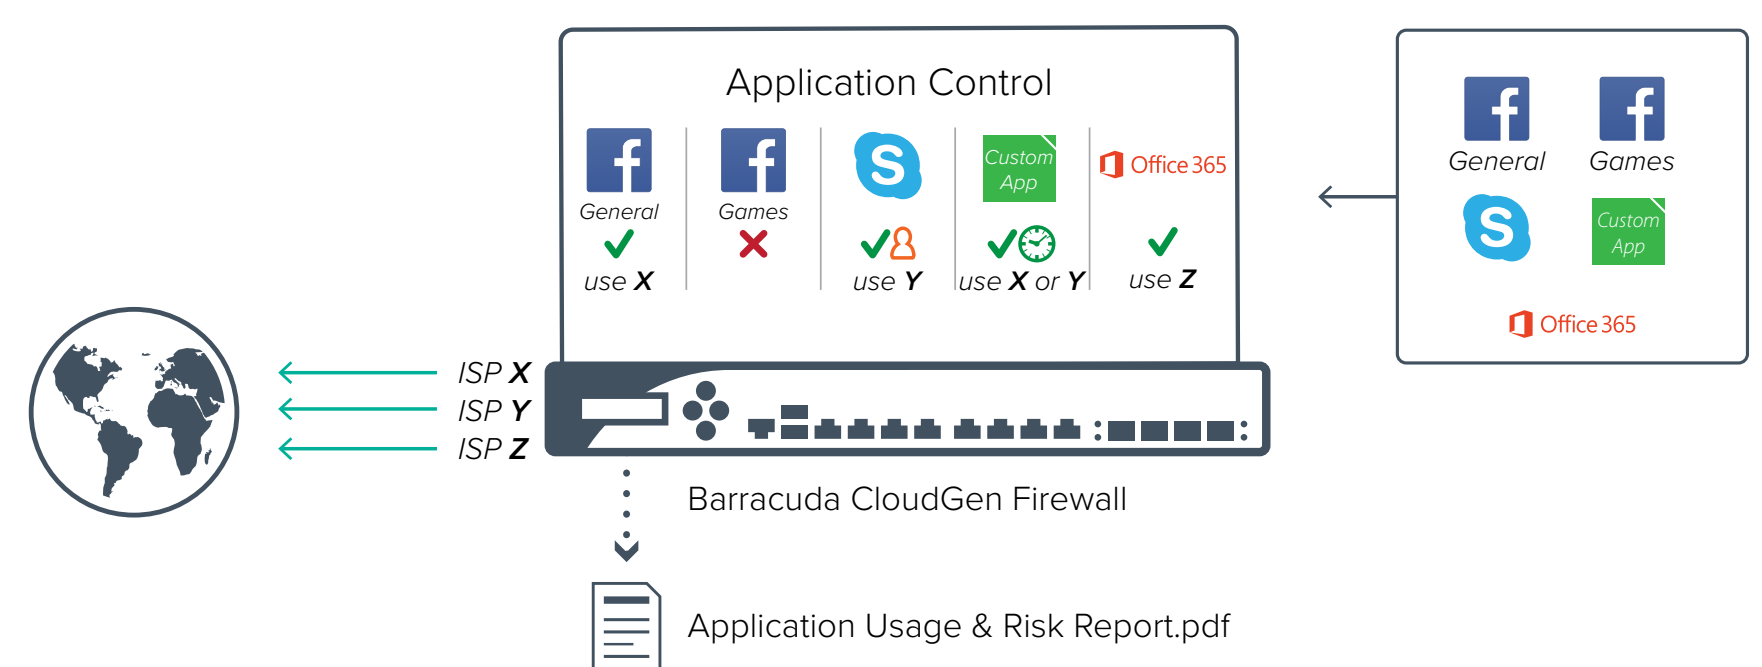 Application Control
General
Games
Custom
App
Office 365
use X
use Y
use X or Y
use Z
General
Games
Custom
App
Office 365
ISP X
ISP Y
ISP Z
Barracuda CloudGen Firewall
Application Usage & Risk Report.pdf